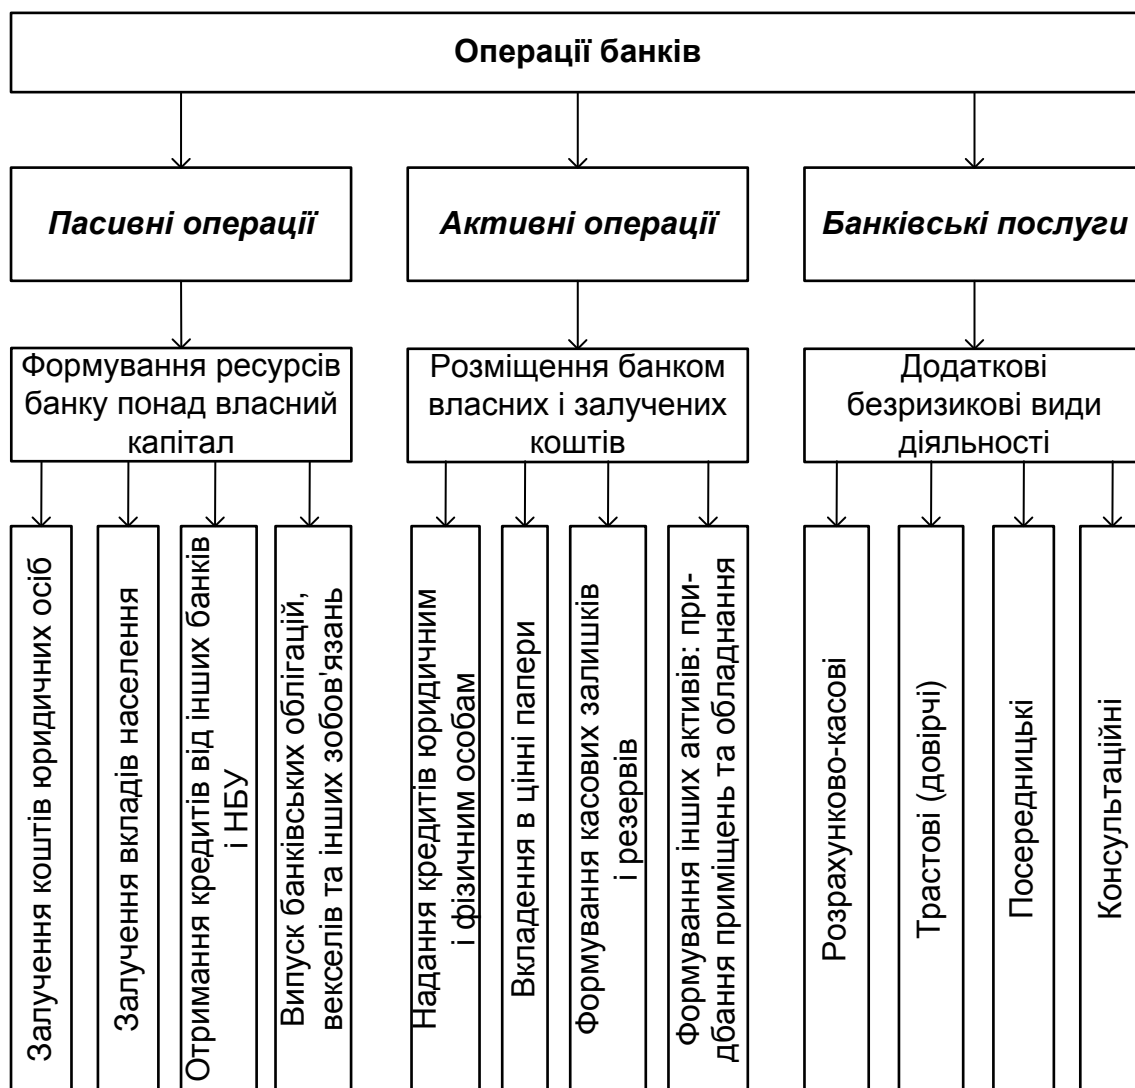 Операції банків
Пасивні операції
Активні операції
Банківські послуги
Формування ресурсів
банку понад власний
капітал
Розміщення банком
власних і залучених
коштів
Додаткові
безризикові види
діяльності
Залучення коштів юридичних осіб
Залучення вкладів населення
Отримання кредитів від інших банків
і НБУ
Випуск банківських облігацій,
векселів та інших зобов'язань
Надання кредитів юридичним
і фізичним особам
Вкладення в цінні папери
Формування касових залишків
і резервів
Формування інших активів: при-
дбання приміщень та обладнання
Розрахунково-касові
Трастові (довірчі)
Посередницькі
Консультаційні